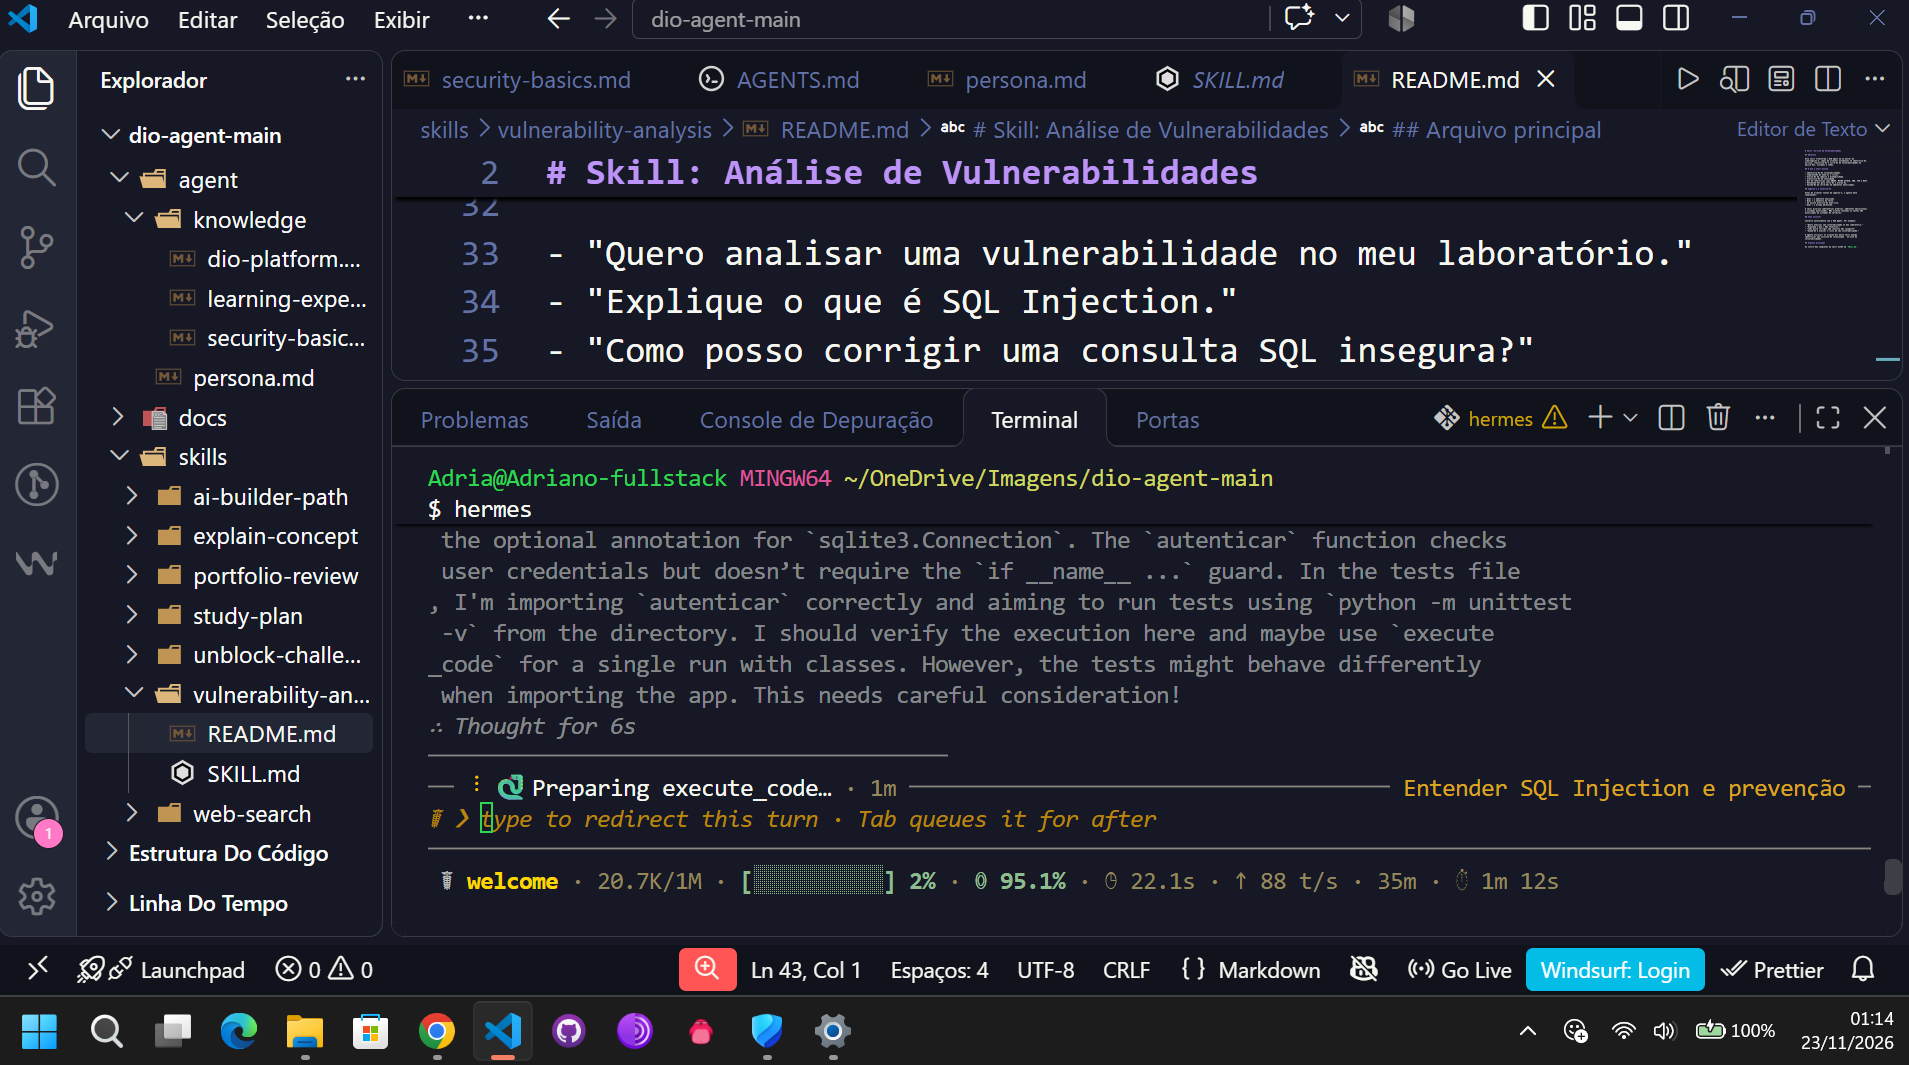 Arquivo Editar Seleção Exibir ··· dio-agent-main
Explorador ···
dio-agent-main
agent
knowledge
dio-platform....
learning-expe...
security-basic...
persona.md
docs
skills
ai-builder-path
explain-concept
portfolio-review
study-plan
unblock-challe...
vulnerability-an...
README.md
SKILL.md
web-search
Estrutura Do Código
Linha Do Tempo
1
security-basics.md AGENTS.md persona.md SKILL.md README.md
skills > vulnerability-analysis > README.md > abc # Skill: Análise de Vulnerabilidades > abc ## Arquivo principal Editor de Texto
2 # Skill: Análise de Vulnerabilidades
32
33 - "Quero analisar uma vulnerabilidade no meu laboratório."
34 - "Explique o que é SQL Injection."
35 - "Como posso corrigir uma consulta SQL insegura?"
Problemas Saída Console de Depuração Terminal Portas hermes
Adria@Adriano-fullstack MINGW64 ~/OneDrive/Imagens/dio-agent-main
$ hermes
the optional annotation for `sqlite3.Connection`. The `autenticar` function checks
user credentials but doesn’t require the `if __name__ ...` guard. In the tests file
, I'm importing `autenticar` correctly and aiming to run tests using `python -m unittest
-v` from the directory. I should verify the execution here and maybe use `execute
_code` for a single run with classes. However, the tests might behave differently
when importing the app. This needs careful consideration!
∴ Thought for 6s
Preparing execute_code… · 1m Entender SQL Injection e prevenção
❯ type to redirect this turn · Tab queues it for after
welcome · 20.7K/1M · [ ] 2% · 95.1% · 22.1s · ↑ 88 t/s · 35m · 1m 12s
Launchpad 0 0 Ln 43, Col 1 Espaços: 4 UTF-8 CRLF {} Markdown Go Live Windsurf: Login Prettier
100% 01:14
23/11/2026